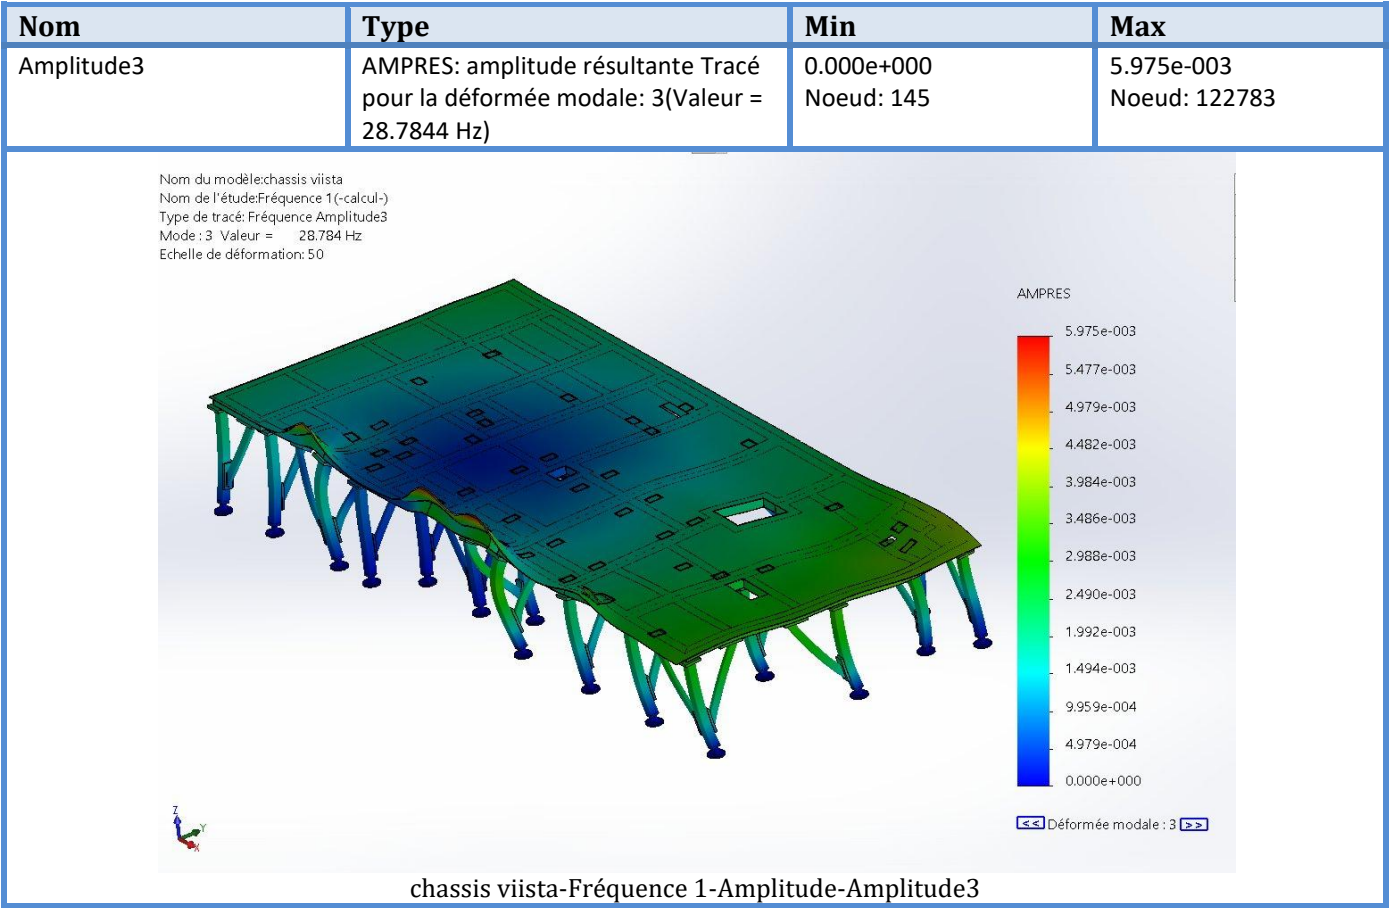 Nom Type Min Max
Amplitude3 AMPRES: amplitude résultante Tracé 0.000e+000 5.975e-003
pour la déformée modale: 3(Valeur = Noeud: 145 Noeud: 122783
28.7844 Hz)
Nom du modèle:chassis viista
Nom de l'étude:Fréquence 1(-calcul-)
Type de tracé: Fréquence Amplitude3
Mode : 3 Valeur = 28.784 Hz
Echelle de déformation: 50
AMPRES
5.975e-003
5.477e-003
4.979e-003
4.482e-003
3.984e-003
3.486e-003
2.988e-003
2.490e-003
1.992e-003
1.494e-003
9.959e-004
4.979e-004
0.000e+000
Z
Y
X
<< Déformée modale : 3 >>
chassis viista-Fréquence 1-Amplitude-Amplitude3